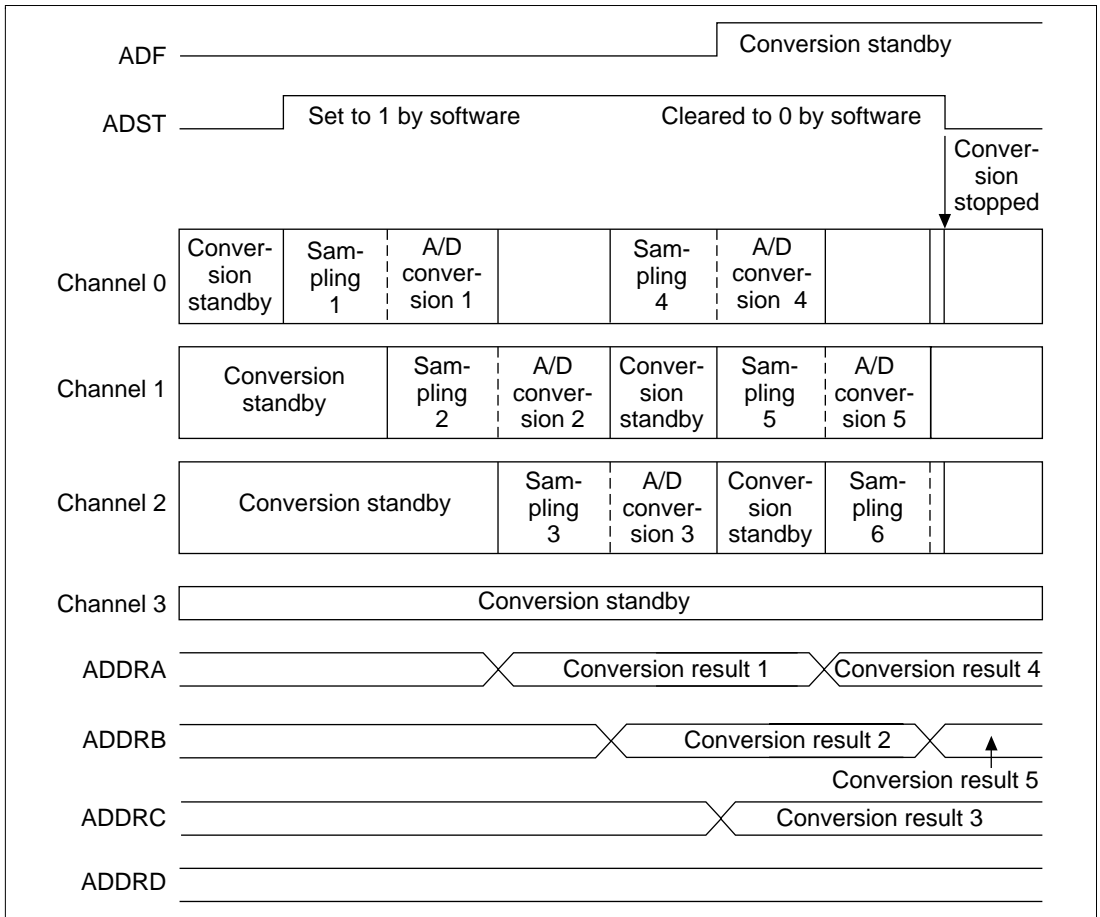 ADF
Conversion standby
ADST
Set to 1 by software
Cleared to 0 by software
Conver-
sion
stopped
Channel 0
Conver-
sion
standby
Sam-
pling
1
A/D
conver-
sion 1
Sam-
pling
4
A/D
conver-
sion 4
Channel 1
Conversion
standby
Sam-
pling
2
A/D
conver-
sion 2
Conver-
sion
standby
Sam-
pling
5
A/D
conver-
sion 5
Channel 2
Conversion standby
Sam-
pling
3
A/D
conver-
sion 3
Conver-
sion
standby
Sam-
pling
6
Channel 3
Conversion standby
ADDRA
Conversion result 1
Conversion result 4
ADDRB
Conversion result 2
Conversion result 5
ADDRC
Conversion result 3
ADDRD